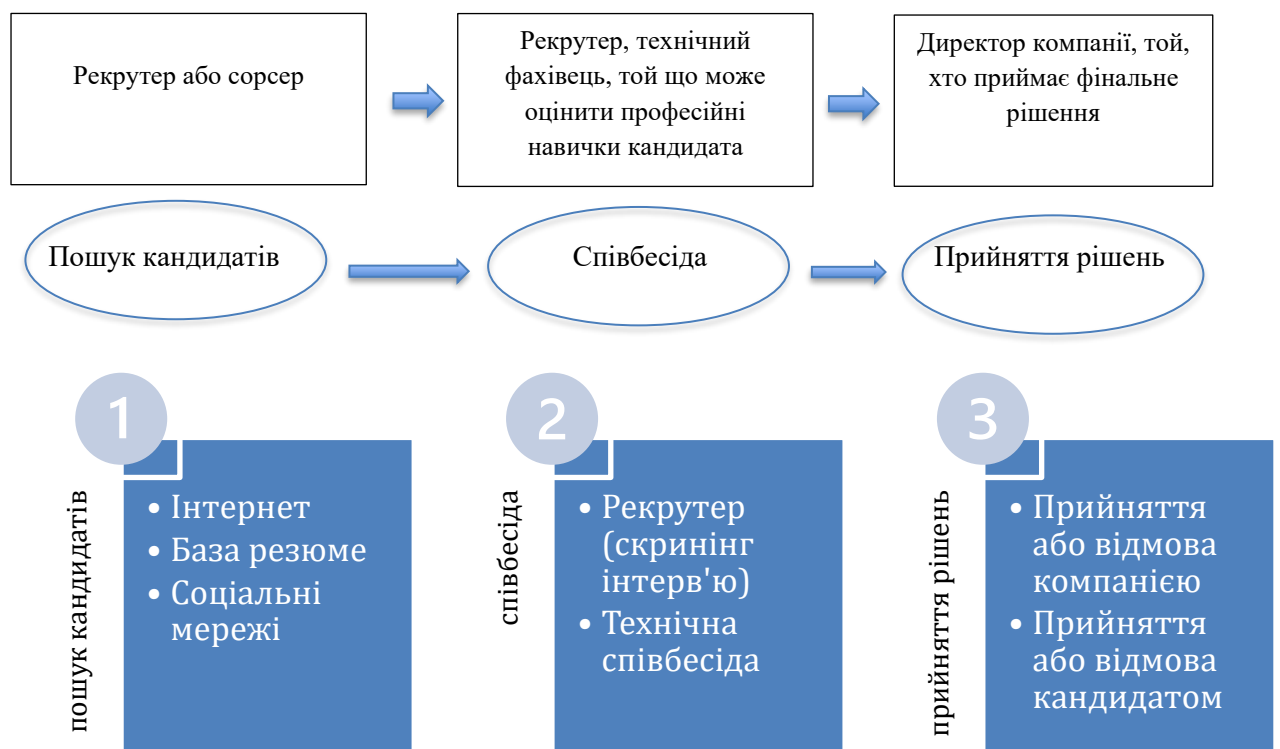 Рекрутер або сорсер
Рекрутер, технічний
фахівець, той що може
оцінити професійні
навички кандидата
Директор компанії, той,
хто приймає фінальне
рішення
Пошук кандидатів
Співбесіда
Прийняття рішень
1
пошук кандидатів
• Інтернет
• База резюме
• Соціальні
мережі
2
співбесіда
• Рекрутер
(скринінг
інтерв'ю)
• Технічна
співбесіда
3
прийняття рішень
• Прийняття
або відмова
компанією
• Прийняття
або відмова
кандидатом